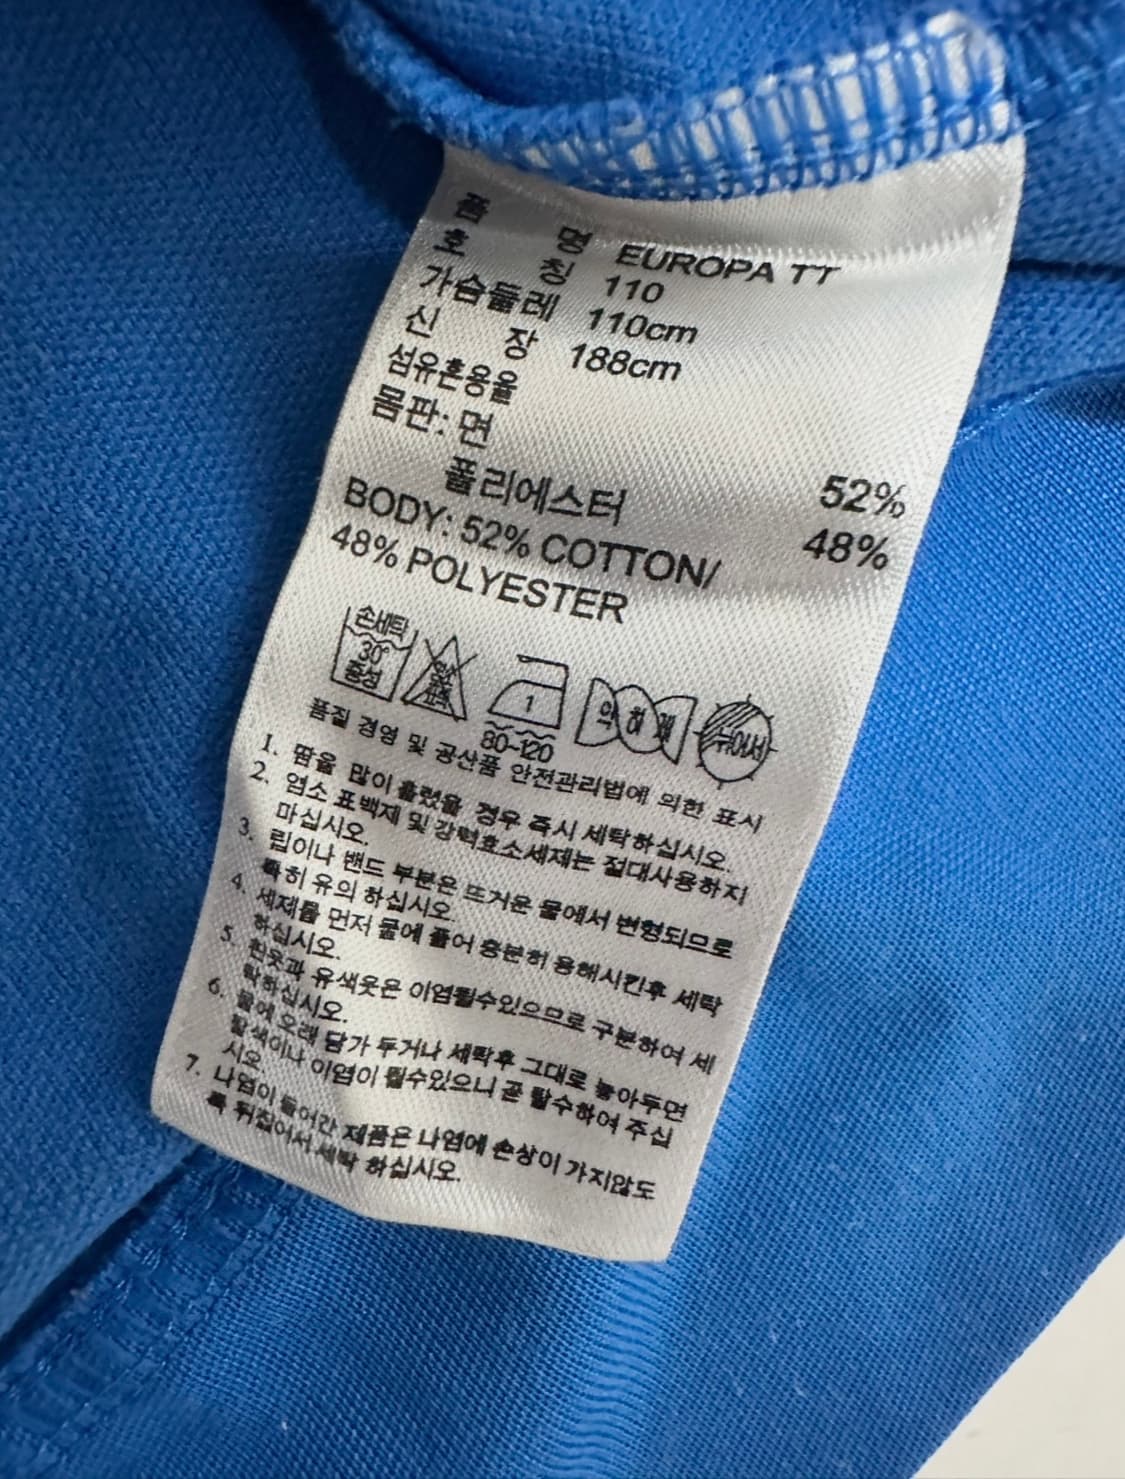 품 명 EUROPA TT
호 칭 110
가슴둘레 110cm
신 장 188cm
섬유혼용율
몸판: 면 52%
폴리에스터 48%
BODY: 52% COTTON/
48% POLYESTER
손세탁
30°
중성
염소
표백
1
80~120
약하게
뉘어서
품질 경영 및 공산품 안전관리법에 의한 표시
1. 땀을 많이 흘렸을 경우 즉시 세탁하십시오.
2. 염소 표백제 및 강력효소세제는 절대사용하지
마십시오.
3. 립이나 밴드 부분은 뜨거운 물에서 변형되므로
특히 유의 하십시오.
4. 세제를 먼저 물에 풀어 충분히 용해시킨후 세탁
하십시오.
5. 흰옷과 유색옷은 이염될수있으므로 구분하여 세
탁하십시오.
6. 물에 오래 담가 두거나 세탁후 그대로 놓아두면
탈색이나 이염이 될수있으니 곧 탈수하여 주십
시오
7. 나염이 들어간 제품은 나염에 손상이 가지않도
록 뒤집어서 세탁 하십시오.